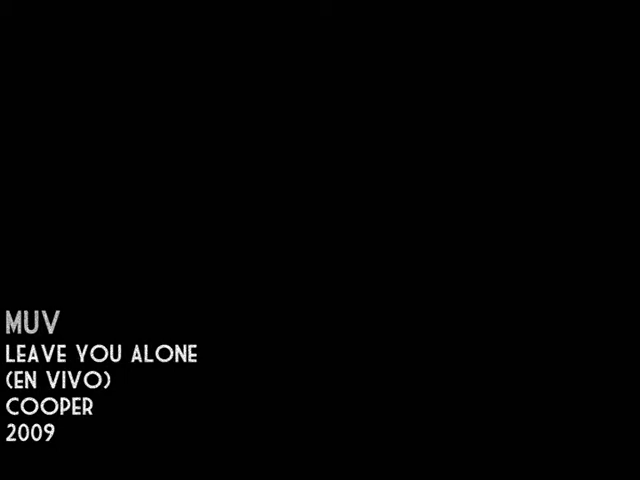 MUV
LEAVE YOU ALONE
(EN VIVO)
COOPER
2009